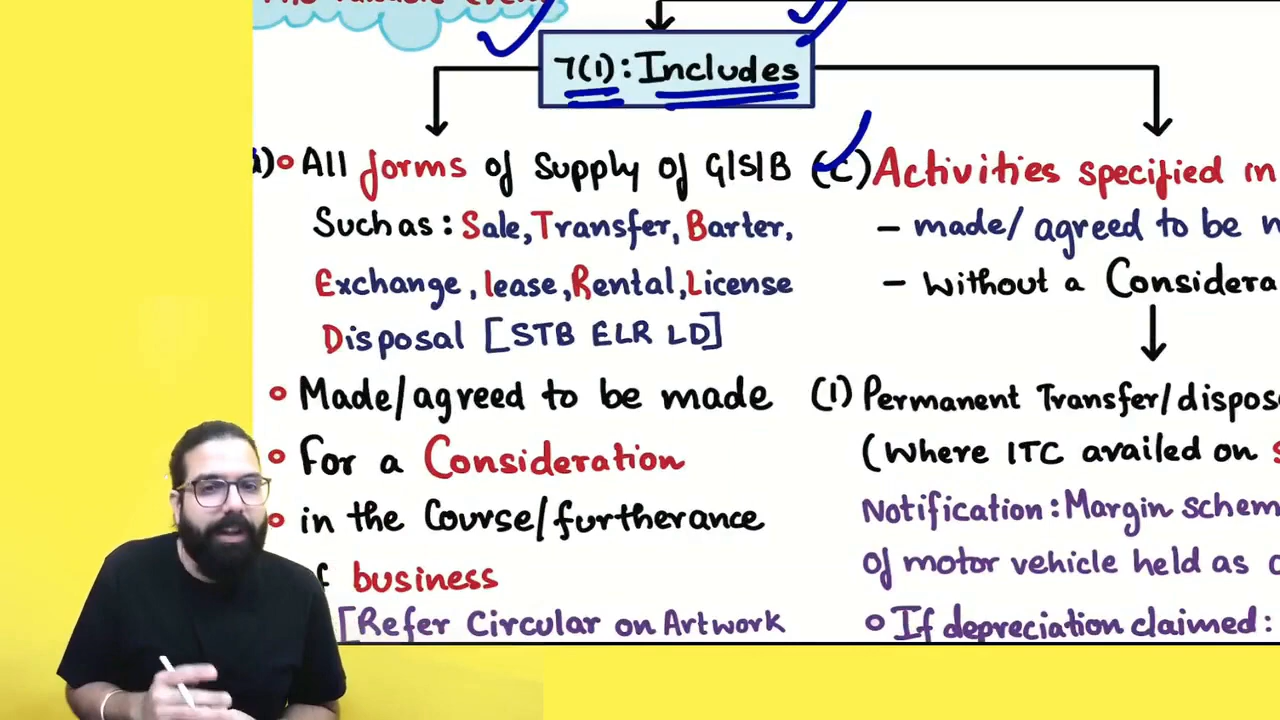 7(1): Includes
All forms of Supply of G/S/B
Such as: Sale, Transfer, Barter,
Exchange, lease, Rental, License
Disposal [STB ELR LD]
Made/agreed to be made
For a Consideration
in the Course/furtherance
business
[Refer Circular on Artwork
(C) Activities specified in
– made/ agreed to be
– Without a
(1) Permanent Transfer/
(Where ITC availed on
Notification: Margin
of motor vehicle held as
If depreciation claimed: